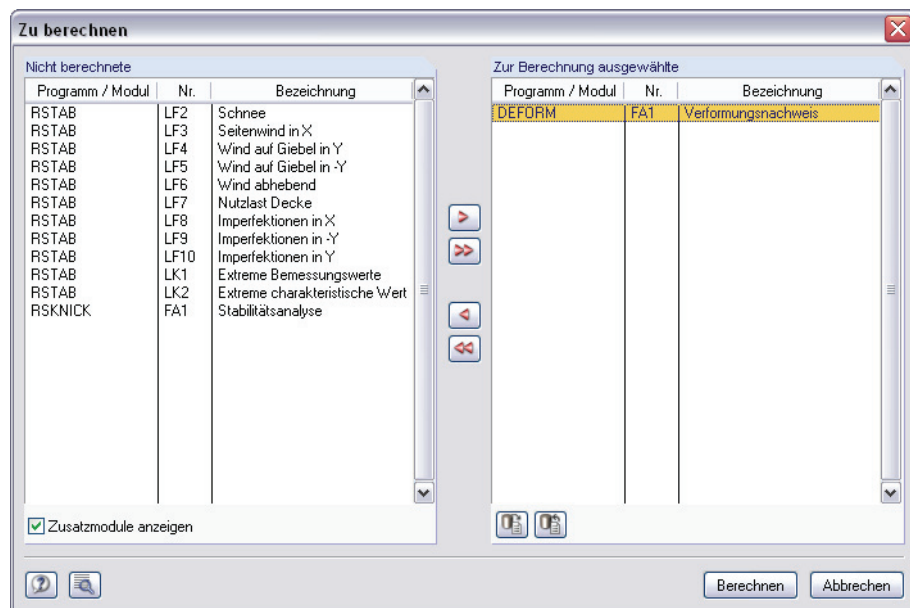 Zu berechnen
Nicht berechnete
Programm / Modul Nr. Bezeichnung
RSTAB LF2 Schnee
RSTAB LF3 Seitenwind in X
RSTAB LF4 Wind auf Giebel in Y
RSTAB LF5 Wind auf Giebel in -Y
RSTAB LF6 Wind abhebend
RSTAB LF7 Nutzlast Decke
RSTAB LF8 Imperfektionen in X
RSTAB LF9 Imperfektionen in -Y
RSTAB LF10 Imperfektionen in Y
RSTAB LK1 Extreme Bemessungswerte
RSTAB LK2 Extreme charakteristische Wert
RSKNICK FA1 Stabilitätsanalyse
Zusatzmodule anzeigen
Zur Berechnung ausgewählte
Programm / Modul Nr. Bezeichnung
DEFORM FA1 Verformungsnachweis
Berechnen Abbrechen